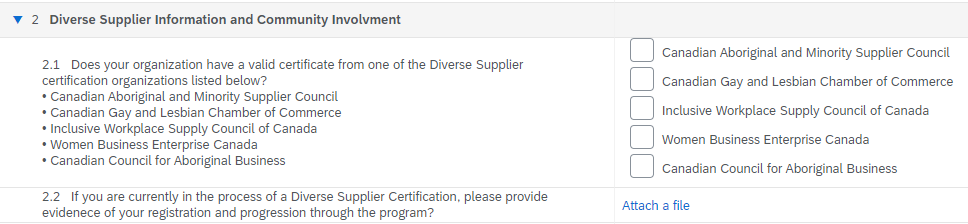 ▼ 2 Diverse Supplier Information and Community Involvment
2.1 Does your organization have a valid certificate from one of the Diverse Supplier
certification organizations listed below?
• Canadian Aboriginal and Minority Supplier Council
• Canadian Gay and Lesbian Chamber of Commerce
• Inclusive Workplace Supply Council of Canada
• Women Business Enterprise Canada
• Canadian Council for Aboriginal Business
Canadian Aboriginal and Minority Supplier Council
Canadian Gay and Lesbian Chamber of Commerce
Inclusive Workplace Supply Council of Canada
Women Business Enterprise Canada
Canadian Council for Aboriginal Business
2.2 If you are currently in the process of a Diverse Supplier Certification, please provide
evidenece of your registration and progression through the program?
Attach a file